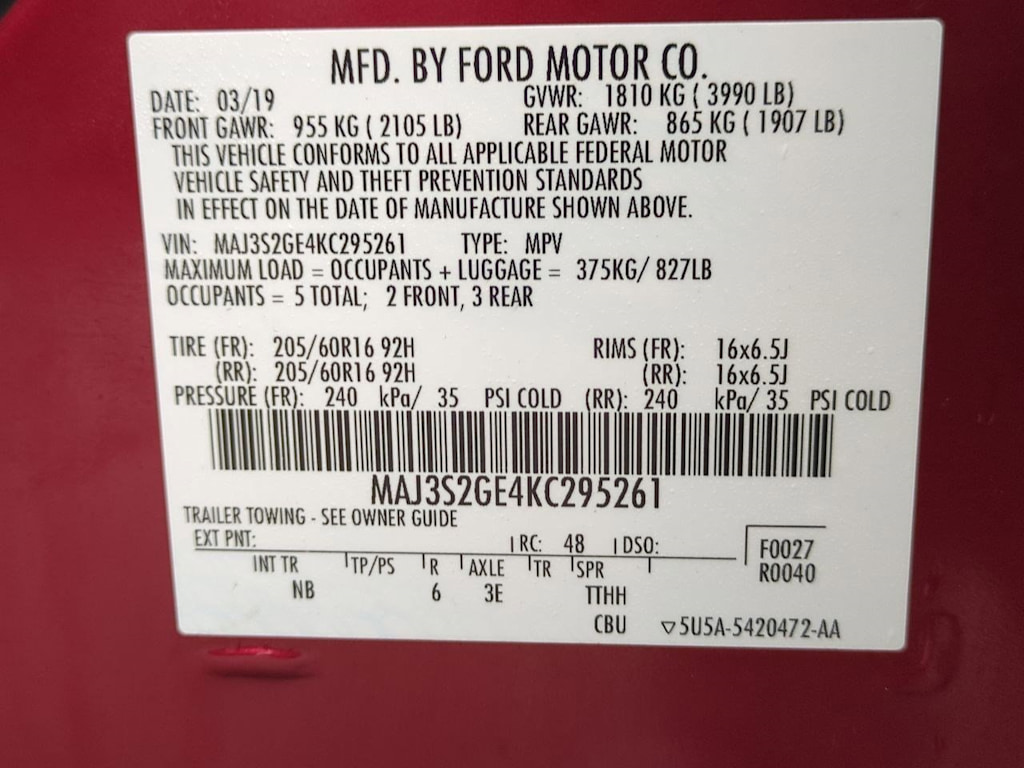 MFD. BY FORD MOTOR CO.
DATE: 03/19 GVWR: 1810 KG ( 3990 LB)
FRONT GAWR: 955 KG ( 2105 LB) REAR GAWR: 865 KG ( 1907 LB)
THIS VEHICLE CONFORMS TO ALL APPLICABLE FEDERAL MOTOR
VEHICLE SAFETY AND THEFT PREVENTION STANDARDS
IN EFFECT ON THE DATE OF MANUFACTURE SHOWN ABOVE.
VIN: MAJ3S2GE4KC295261 TYPE: MPV
MAXIMUM LOAD = OCCUPANTS + LUGGAGE = 375KG/ 827LB
OCCUPANTS = 5 TOTAL; 2 FRONT, 3 REAR
TIRE (FR): 205/60R16 92H RIMS (FR): 16x6.5J
(RR): 205/60R16 92H (RR): 16x6.5J
PRESSURE (FR): 240 kPa/ 35 PSI COLD (RR): 240 kPa/ 35 PSI COLD
MAJ3S2GE4KC295261
TRAILER TOWING - SEE OWNER GUIDE
EXT PNT: RC: 48 DSO: F0027
INT TR TP/PS R AXLE TR SPR R0040
NB 6 3E TTHH
CBU ▽5U5A-5420472-AA